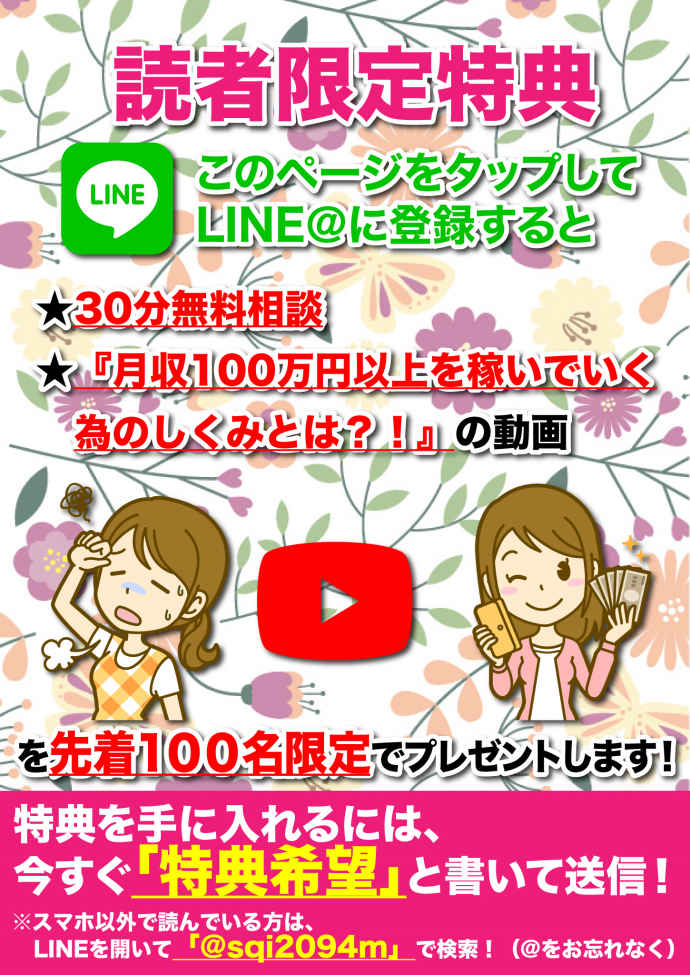 読者限定特典
LINE
このページをタップして
LINE@に登録すると
★30分無料相談
★『月収100万円以上を稼いでいく
為のしくみとは？！』の動画
を先着100名限定でプレゼントします！
特典を手に入れるには、
今すぐ「特典希望」と書いて送信！
※スマホ以外で読んでいる方は、
LINEを開いて「@sqi2094m」で検索！（@をお忘れなく）